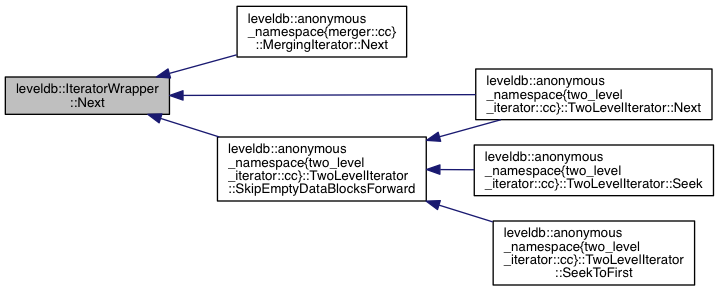 leveldb::IteratorWrapper
::Next
leveldb::anonymous
_namespace{merger::cc}
::MergingIterator::Next
leveldb::anonymous
_namespace{two_level
_iterator::cc}::TwoLevelIterator::Next
leveldb::anonymous
_namespace{two_level
_iterator::cc}::TwoLevelIterator
::SkipEmptyDataBlocksForward
leveldb::anonymous
_namespace{two_level
_iterator::cc}::TwoLevelIterator::Seek
leveldb::anonymous
_namespace{two_level
_iterator::cc}::TwoLevelIterator
::SeekToFirst